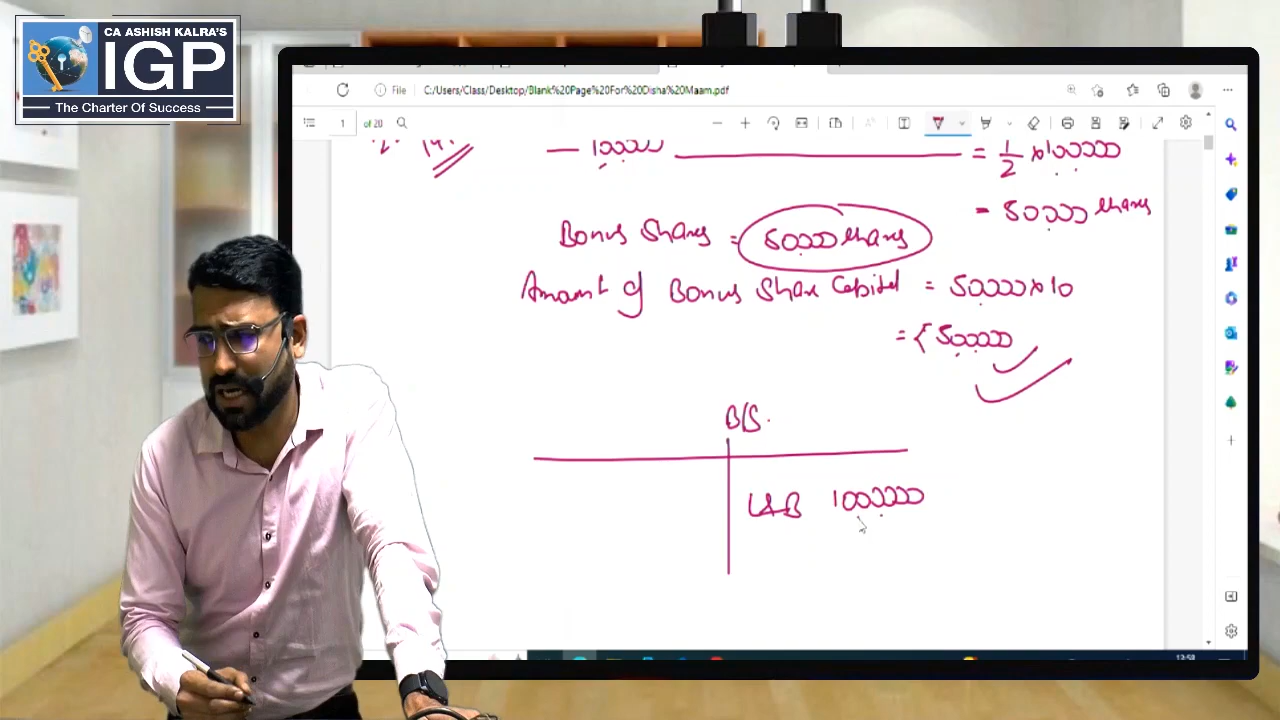 CA ASHISH KALRA'S
IGP
The Charter Of Success
File C:/Users/Class/Desktop/Blank%20Page%20For%20Disha%20Maam.pdf
1 of 20
— 100000 = 1/2 × 100000
= 50000 shares
Bonus Shares = 50000 shares
Amount of Bonus Share Capital = 50000×10
= ₹ 500000
B/S.
1000000
13:58